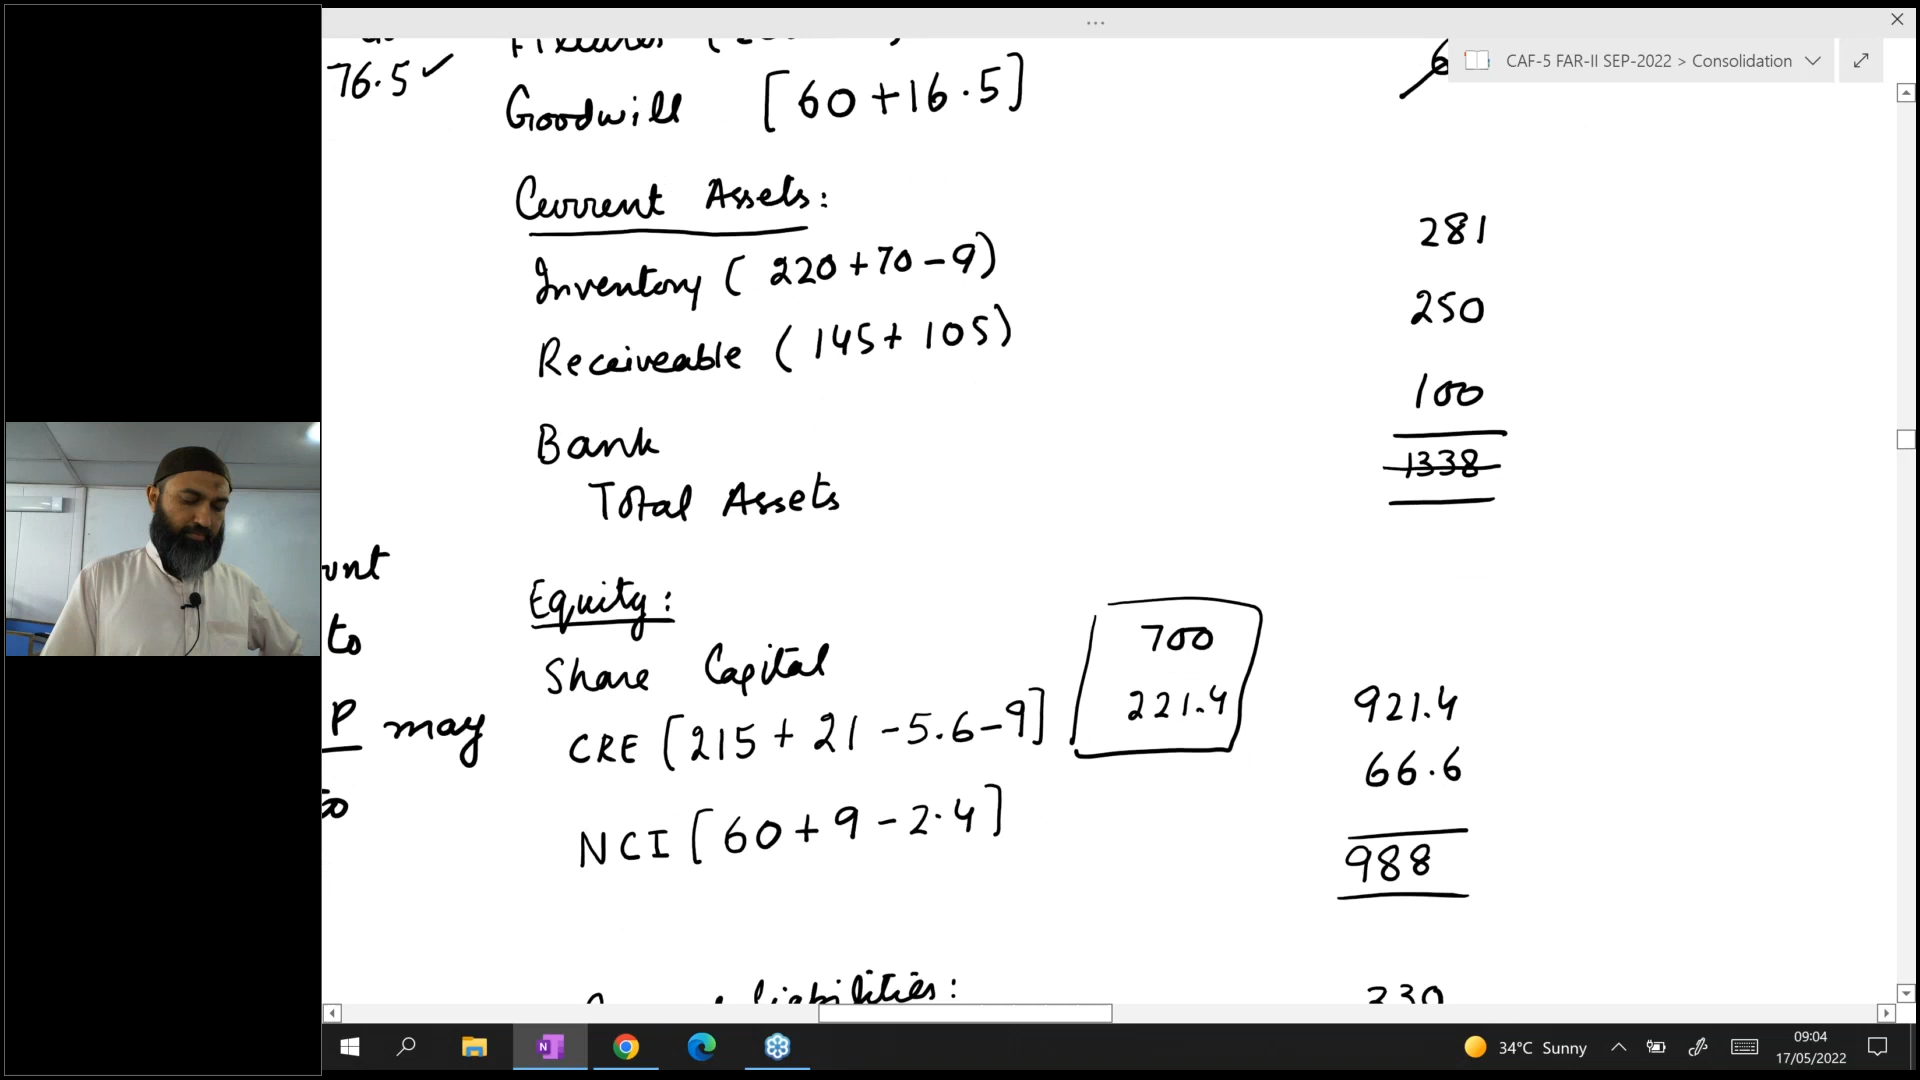 CAF-5 FAR-II SEP-2022 > Consolidation
76.5 ✓
Goodwill [60+16.5]
Current Assets:
Inventory (220+70-9) 281
Receiveable (145+105) 250
Bank 100
Total Assets 1338
Equity:
Share Capital 700
CRE [215+21-5.6-9] 221.4 921.4
NCI [60+9-2.4] 66.6
988
liabilities:
to
P may
34°C Sunny
09:04
17/05/2022